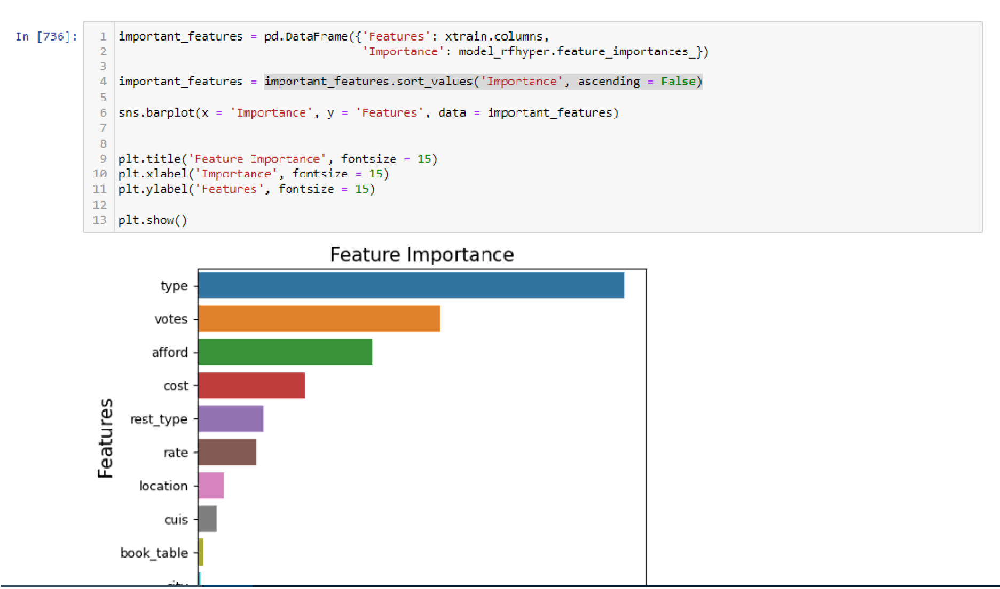 In [736]:
1 important_features = pd.DataFrame({'Features': xtrain.columns,
2 'Importance': model_rfhyper.feature_importances_})
3
4 important_features = important_features.sort_values('Importance', ascending = False)
5
6 sns.barplot(x = 'Importance', y = 'Features', data = important_features)
7
8
9 plt.title('Feature Importance', fontsize = 15)
10 plt.xlabel('Importance', fontsize = 15)
11 plt.ylabel('Features', fontsize = 15)
12
13 plt.show()
Feature Importance
type
votes
afford
cost
rest_type
rate
location
cuis
book_table
Features